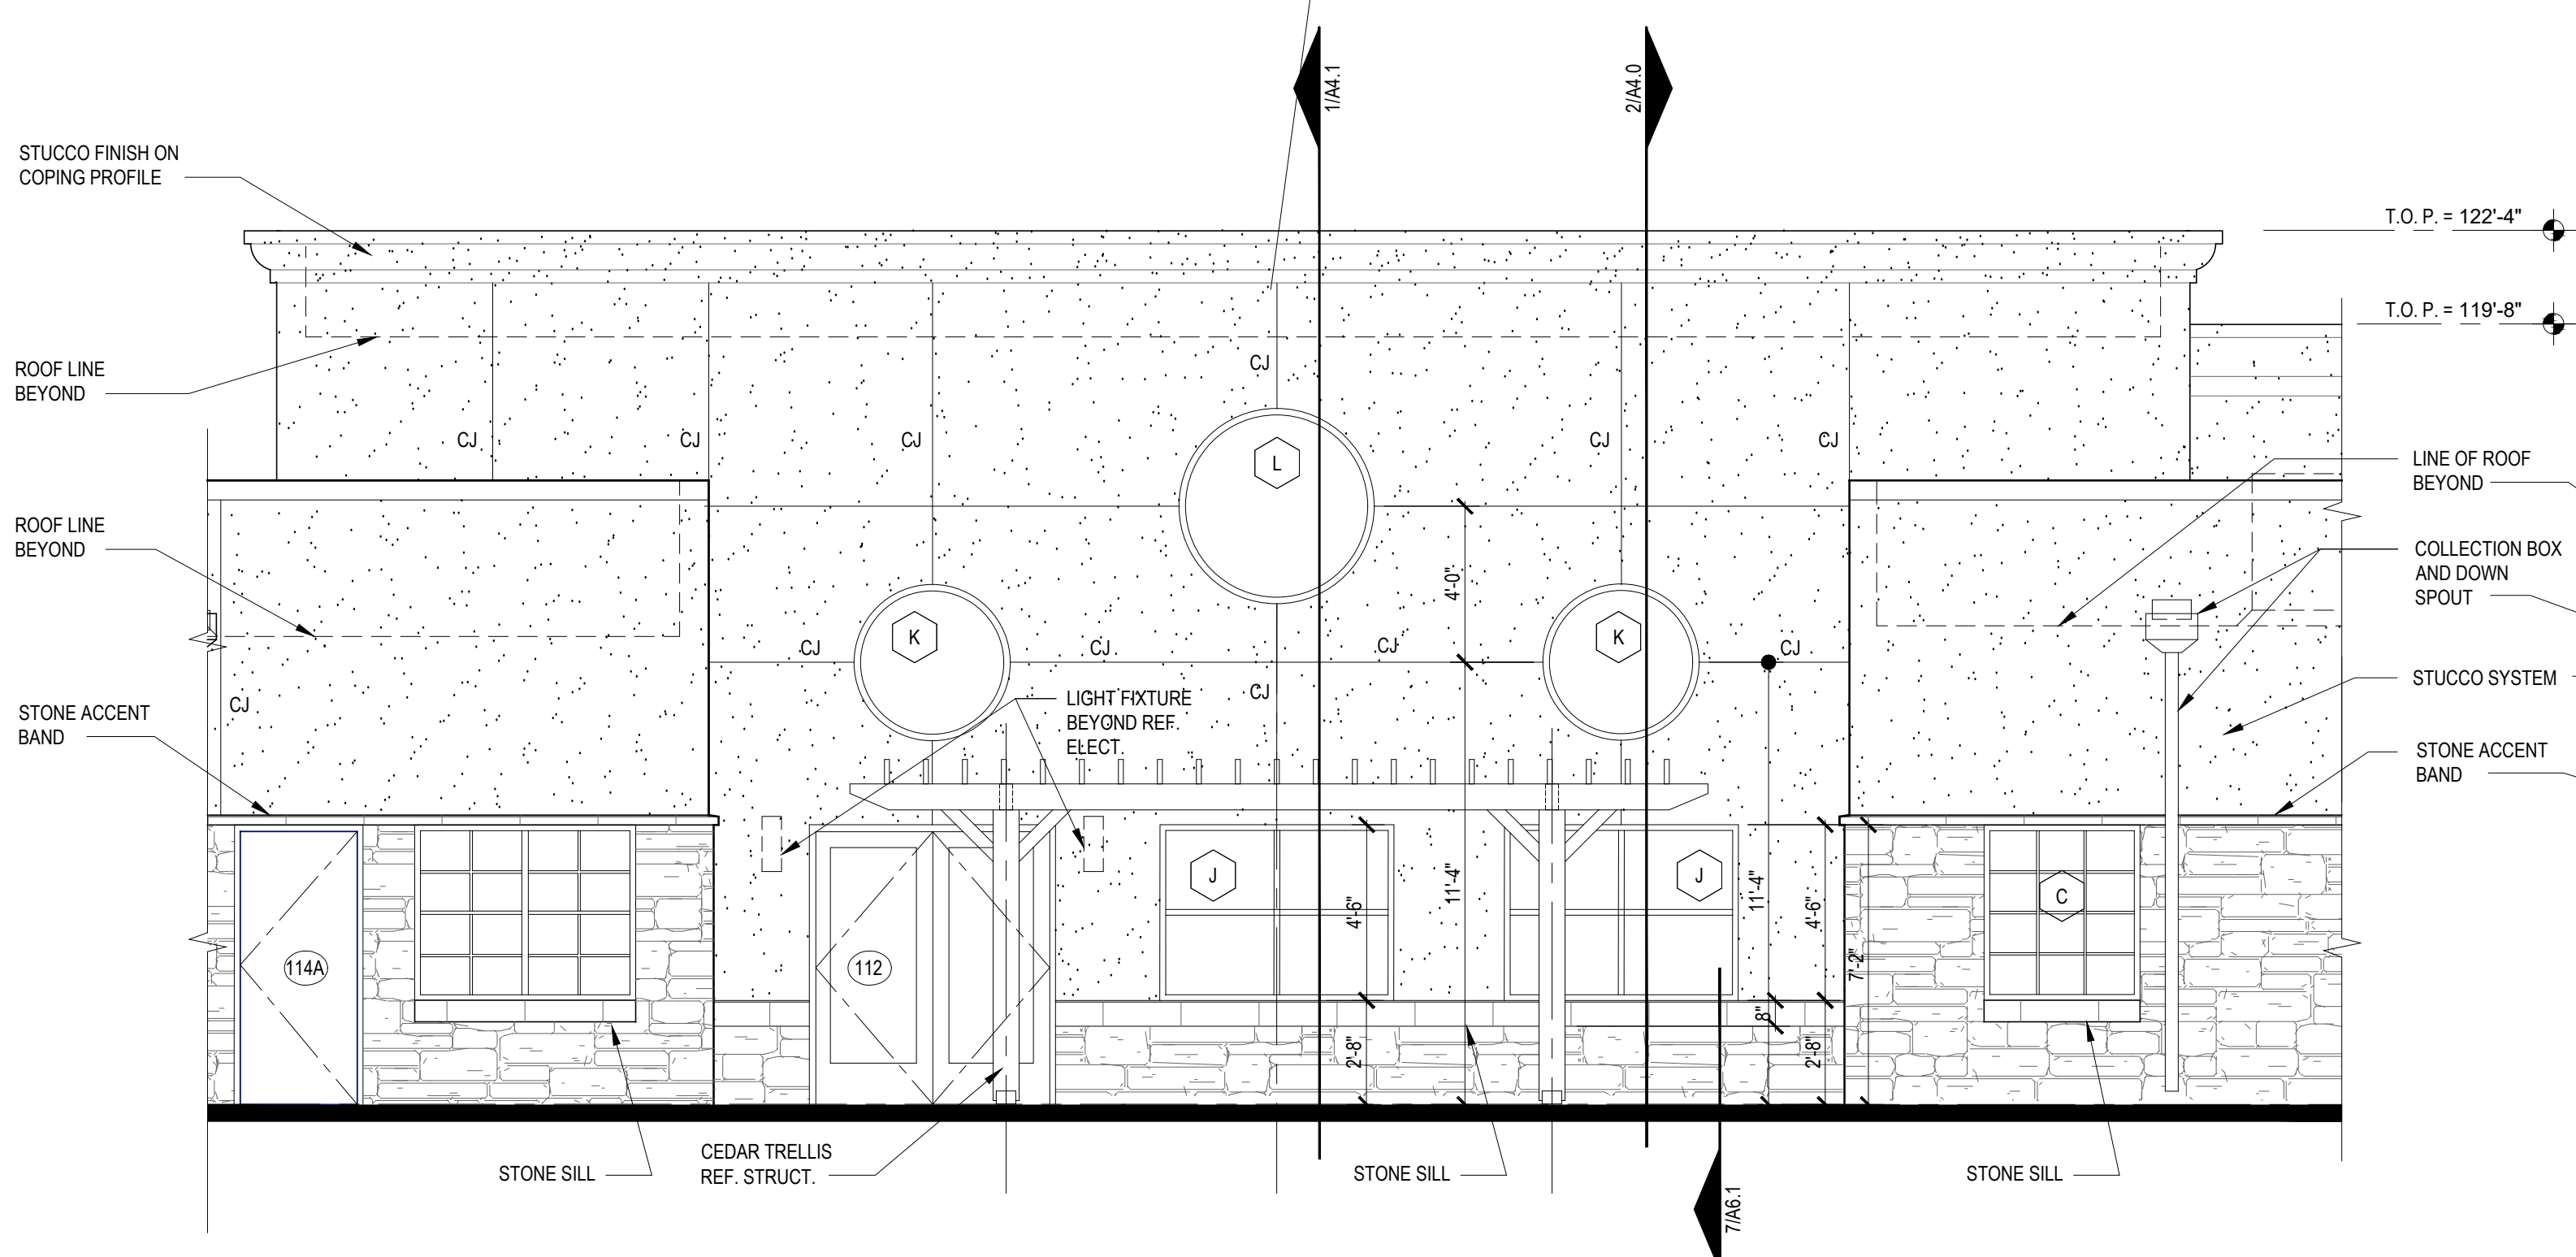 1/A4.1
2/A4.0
STUCCO FINISH ON
COPING PROFILE
T.O. P. = 122'-4"
T.O. P. = 119'-8"
ROOF LINE
BEYOND
CJ
CJ
CJ
CJ
CJ
CJ
L
LINE OF ROOF
BEYOND
ROOF LINE
BEYOND
COLLECTION BOX
AND DOWN
SPOUT
4'-0"
K
K
CJ
CJ
CJ
CJ
STUCCO SYSTEM
CJ
CJ
LIGHT FIXTURE
BEYOND REF.
ELECT.
STONE ACCENT
BAND
STONE ACCENT
BAND
J
J
C
4'-6"
11'-4"
11'-4"
4'-6"
7'-2"
114A
112
8"
2'-8"
2'-8"
CEDAR TRELLIS
REF. STRUCT.
STONE SILL
STONE SILL
STONE SILL
7/A6.1